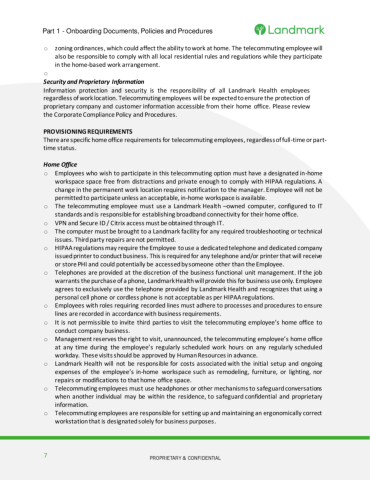 Part 1 - Onboarding Documents, Policies and Procedures
Landmark
o zoning ordinances, which could affect the ability to work at home. The telecommuting employee will
also be responsible to comply with all local residential rules and regulations while they participate
in the home-based work arrangement.
o
Security and Proprietary Information
Information protection and security is the responsibility of all Landmark Health employees
regardless of work location. Telecommuting employees will be expected to ensure the protection of
proprietary company and customer information accessible from their home office. Please review
the Corporate Compliance Policy and Procedures.
PROVISIONING REQUIREMENTS
There are specific home office requirements for telecommuting employees, regardless of full-time or part-
time status.
Home Office
o Employees who wish to participate in this telecommuting option must have a designated in-home
workspace space free from distractions and private enough to comply with HIPAA regulations. A
change in the permanent work location requires notification to the manager. Employee will not be
permitted to participate unless an acceptable, in-home workspace is available.
o The telecommuting employee must use a Landmark Health –owned computer, configured to IT
standards and is responsible for establishing broadband connectivity for their home office.
o VPN and Secure ID / Citrix access must be obtained through IT.
o The computer must be brought to a Landmark facility for any required troubleshooting or technical
issues. Third party repairs are not permitted.
o HIPAA regulations may require the Employee to use a dedicated telephone and dedicated company
issued printer to conduct business. This is required for any telephone and/or printer that will receive
or store PHI and could potentially be accessed by someone other than the Employee.
o Telephones are provided at the discretion of the business functional unit management. If the job
warrants the purchase of a phone, Landmark Health will provide this for business use only. Employee
agrees to exclusively use the telephone provided by Landmark Health and recognizes that using a
personal cell phone or cordless phone is not acceptable as per HIPAA regulations.
o Employees with roles requiring recorded lines must adhere to processes and procedures to ensure
lines are recorded in accordance with business requirements.
o It is not permissible to invite third parties to visit the telecommuting employee's home office to
conduct company business.
o Management reserves the right to visit, unannounced, the telecommuting employee's home office
at any time during the employee's regularly scheduled work hours on any regularly scheduled
workday. These visits should be approved by Human Resources in advance.
o Landmark Health will not be responsible for costs associated with the initial setup and ongoing
expenses of the employee's in-home workspace such as remodeling, furniture, or lighting, nor
repairs or modifications to that home office space.
o Telecommuting employees must use headphones or other mechanisms to safeguard conversations
when another individual may be within the residence, to safeguard confidential and proprietary
information.
o Telecommuting employees are responsible for setting up and maintaining an ergonomically correct
workstation that is designated solely for business purposes.
7
PROPRIETARY & CONFIDENTIAL